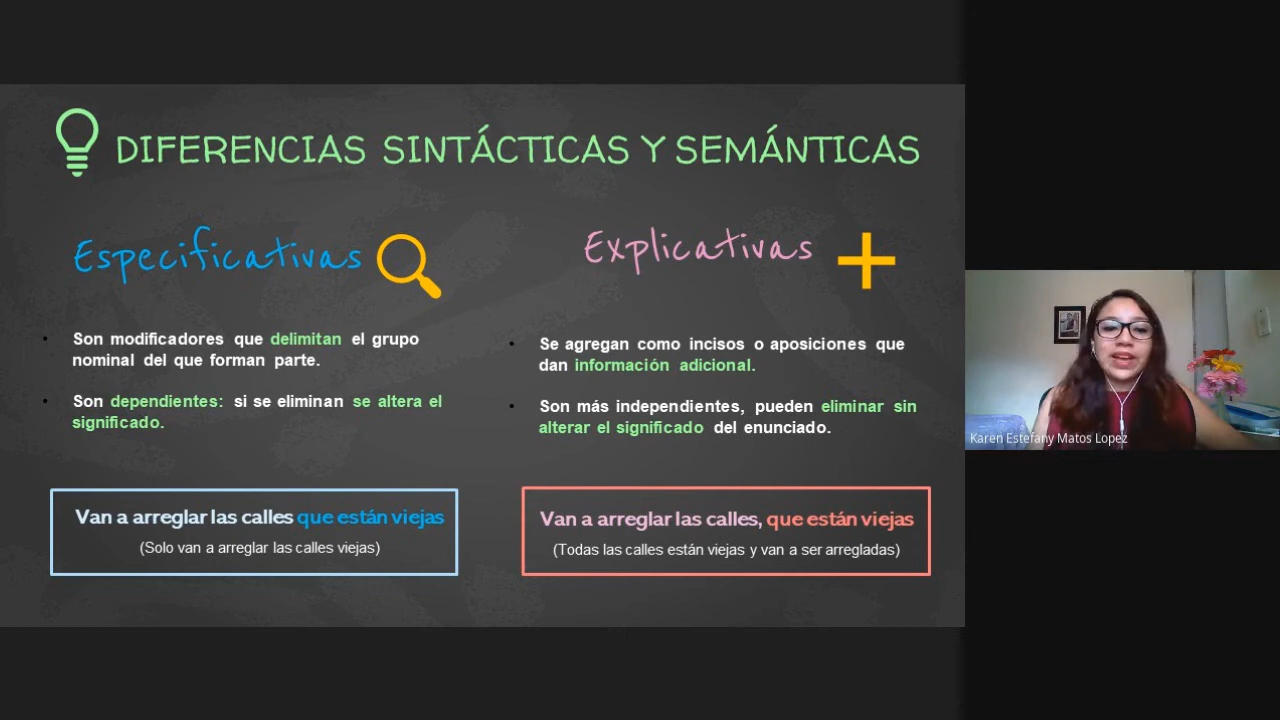 DIFERENCIAS SINTÁCTICAS Y SEMÁNTICAS
Especificativas
Son modificadores que delimitan el grupo
nominal del que forman parte.
Son dependientes: si se eliminan se altera el
significado.
Van a arreglar las calles que están viejas
(Solo van a arreglar las calles viejas)
Explicativas
Se agregan como incisos o aposiciones que
dan información adicional.
Son más independientes, pueden eliminar sin
alterar el significado del enunciado.
Van a arreglar las calles, que están viejas
(Todas las calles están viejas y van a ser arregladas)
Karen Estefany Matos Lopez